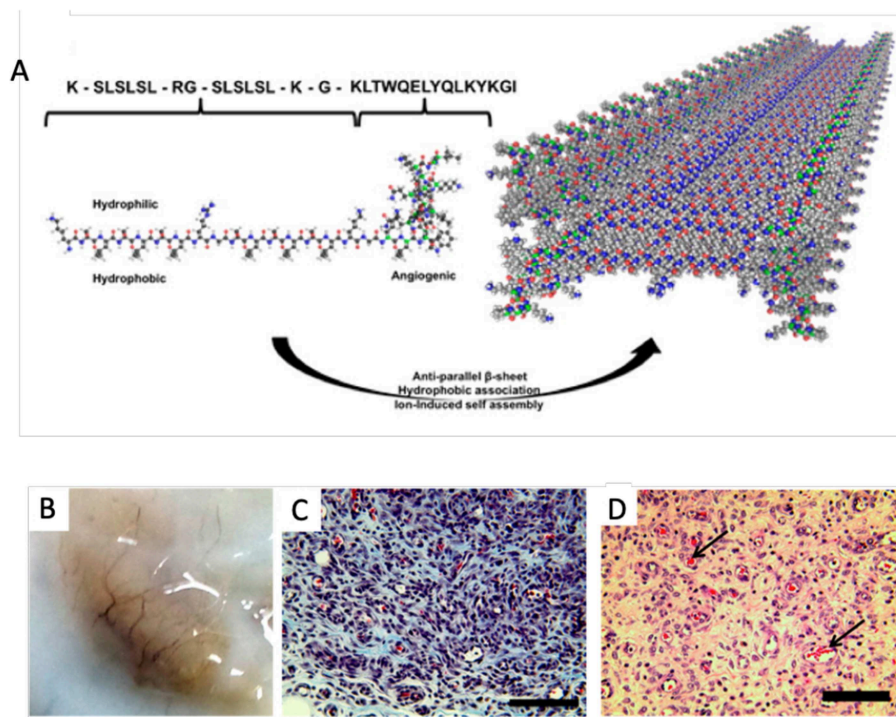 A
K - SLSLSL - RG - SLSLSL - K - G - KLTWQELYQLKYKGI
Hydrophilic
Hydrophobic
Angiogenic
Anti-parallel β-sheet
Hydrophobic association
Ion-induced self assembly
B
C
D